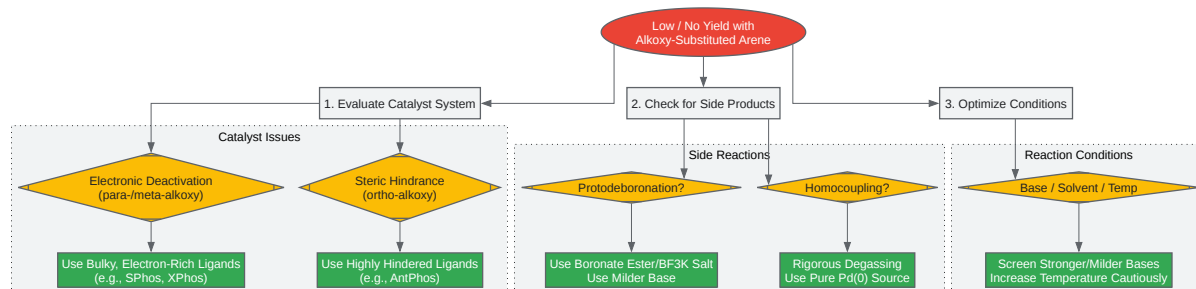 Low / No Yield with
Alkoxy-Substituted Arene
1. Evaluate Catalyst System
2. Check for Side Products
3. Optimize Conditions
Catalyst Issues
Electronic Deactivation
(para-/meta-alkoxy)
Steric Hindrance
(ortho-alkoxy)
Use Bulky, Electron-Rich Ligands
(e.g., SPhos, XPhos)
Use Highly Hindered Ligands
(e.g., AntPhos)
Side Reactions
Protodeboronation?
Homocoupling?
Use Boronate Ester/BF3K Salt
Use Milder Base
Rigorous Degassing
Use Pure Pd(0) Source
Reaction Conditions
Base / Solvent / Temp
Screen Stronger/Milder Bases
Increase Temperature Cautiously